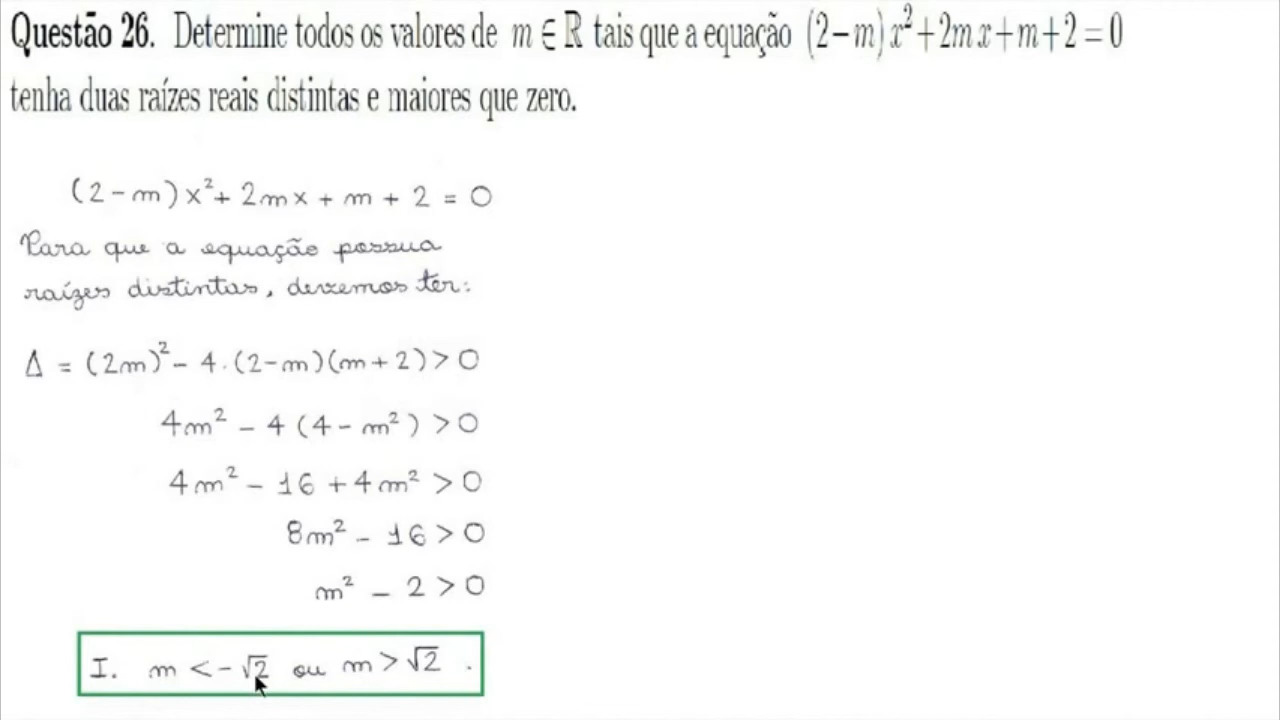 Questão 26. Determine todos os valores de m ∈ ℝ tais que a equação (2−m)x²+2mx+m+2=0
tenha duas raízes reais distintas e maiores que zero.
(2-m)x²+ 2mx + m + 2 = 0
Para que a equação possua
raízes distintas, devemos ter:
Δ = (2m)² - 4.(2-m)(m+2)>0
4m² - 4(4-m²) >0
4m² - 16 + 4m² >0
8m² - 16 >0
m² - 2 >0
I. m < -√2 ou m > √2 .